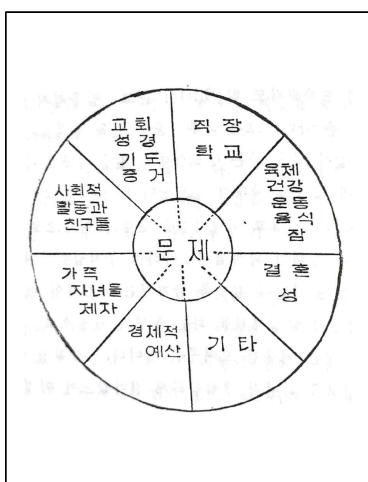 교회
성경
기도
증거
직장
학교
육체
건강
운동
음식
잠
결혼
성
기타
경제적
예산
가족
자녀들
제자
사회적
활동과
친구들
문제